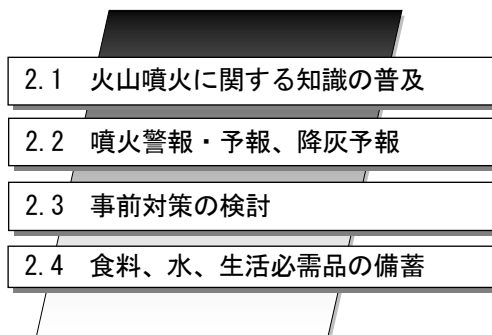 2.1　火山噴火に関する知識の普及
2.2　噴火警報・予報、降灰予報
2.3　事前対策の検討
2.4　食料、水、生活必需品の備蓄